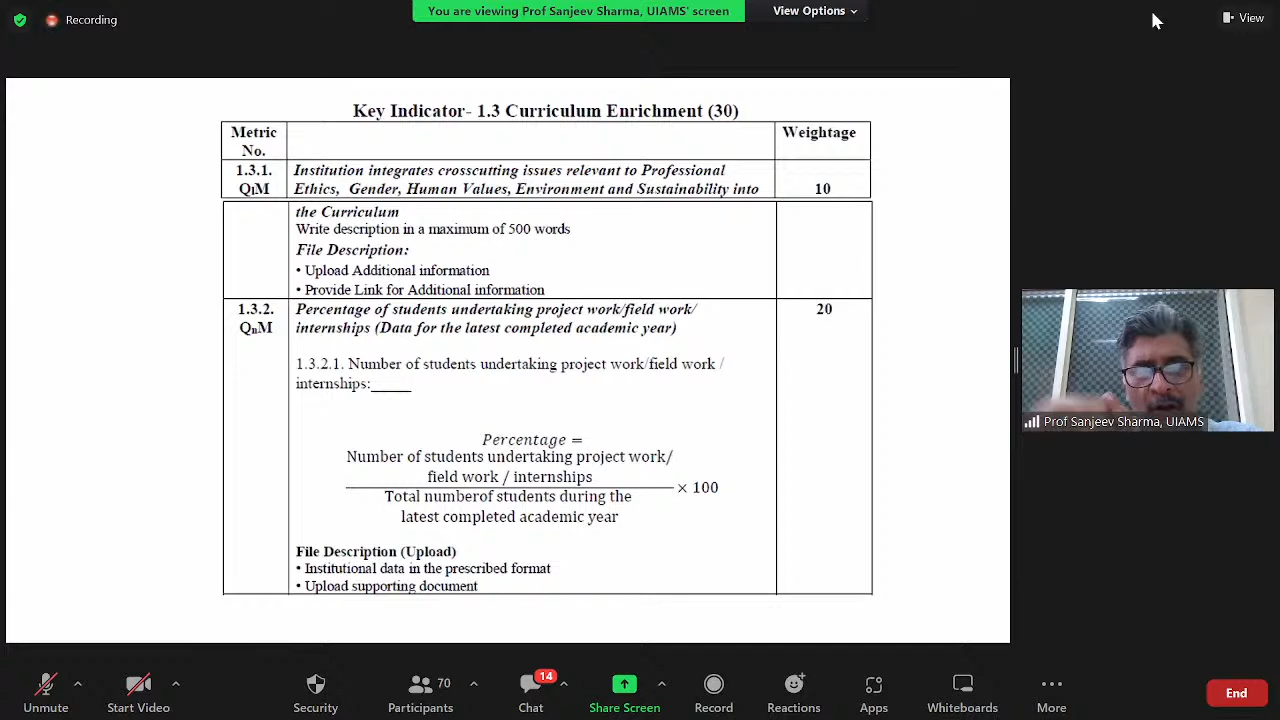 You are viewing Prof Sanjeev Sharma, UIAMS' screen
View Options
Recording
View
Key Indicator- 1.3 Curriculum Enrichment (30)
Metric No.
Weightage
1.3.1. QlM
Institution integrates crosscutting issues relevant to Professional
Ethics, Gender, Human Values, Environment and Sustainability into
10
the Curriculum
Write description in a maximum of 500 words
File Description:
• Upload Additional information
• Provide Link for Additional information
1.3.2. QnM
Percentage of students undertaking project work/field work/
internships (Data for the latest completed academic year)
20
1.3.2.1. Number of students undertaking project work/field work /
internships:_____
Percentage =
Number of students undertaking project work/
field work / internships
Total numberof students during the
latest completed academic year
× 100
File Description (Upload)
• Institutional data in the prescribed format
• Upload supporting document
Prof Sanjeev Sharma, UIAMS
Unmute
Start Video
Security
70
Participants
14
Chat
Share Screen
Record
Reactions
Apps
Whiteboards
More
End